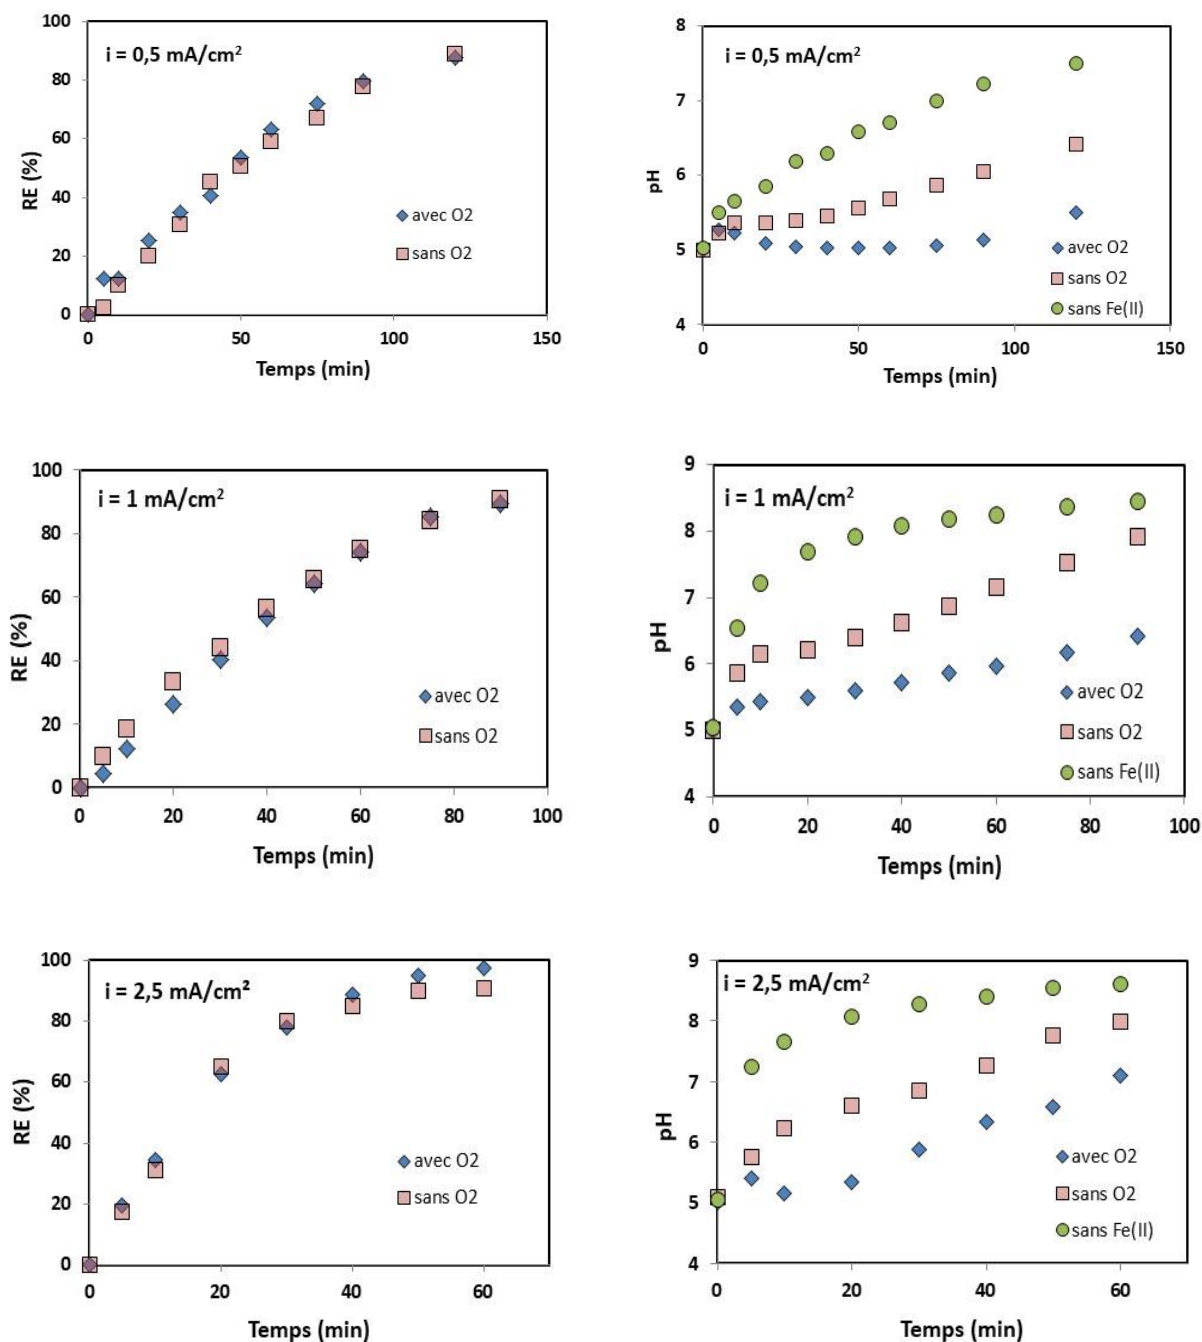 100
80
60
40
20
0
RE (%)
i = 0,5 mA/cm²
avec O2
sans O2
0 50 100 150
Temps (min)
8
7
6
5
4
pH
i = 0,5 mA/cm²
avec O2
sans O2
sans Fe(II)
0 50 100 150
Temps (min)
100
80
60
40
20
0
RE (%)
i = 1 mA/cm²
avec O2
sans O2
0 20 40 60 80 100
Temps (min)
9
8
7
6
5
4
pH
i = 1 mA/cm²
avec O2
sans O2
sans Fe(II)
0 20 40 60 80 100
Temps (min)
100
80
60
40
20
0
RE (%)
i = 2,5 mA/cm²
avec O2
sans O2
0 20 40 60
Temps (min)
9
8
7
6
5
4
pH
i = 2,5 mA/cm²
avec O2
sans O2
sans Fe(II)
0 20 40 60
Temps (min)